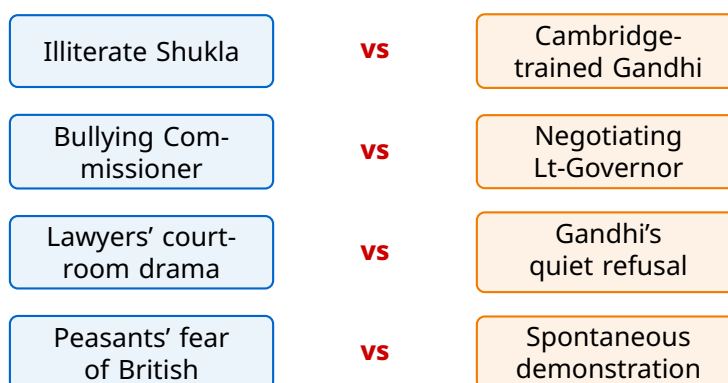 Illiterate Shukla
vs
Cambridge-
trained Gandhi
Bullying Com-
missioner
vs
Negotiating
Lt-Governor
Lawyers’ court-
room drama
vs
Gandhi’s
quiet refusal
Peasants’ fear
of British
vs
Spontaneous
demonstration